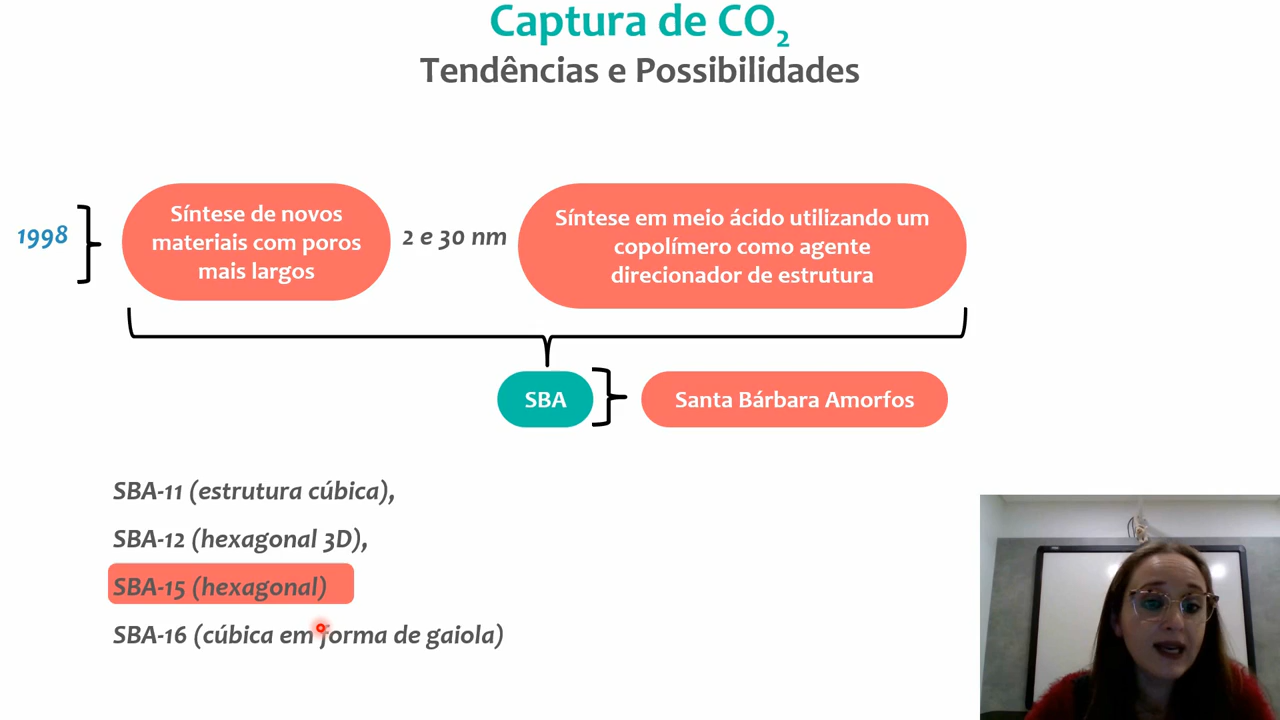 Captura de CO2
Tendências e Possibilidades
1998
Síntese de novos
materiais com poros
mais largos
2 e 30 nm
Síntese em meio ácido utilizando um
copolímero como agente
direcionador de estrutura
SBA
Santa Bárbara Amorfos
SBA-11 (estrutura cúbica),
SBA-12 (hexagonal 3D),
SBA-15 (hexagonal)
SBA-16 (cúbica em forma de gaiola)